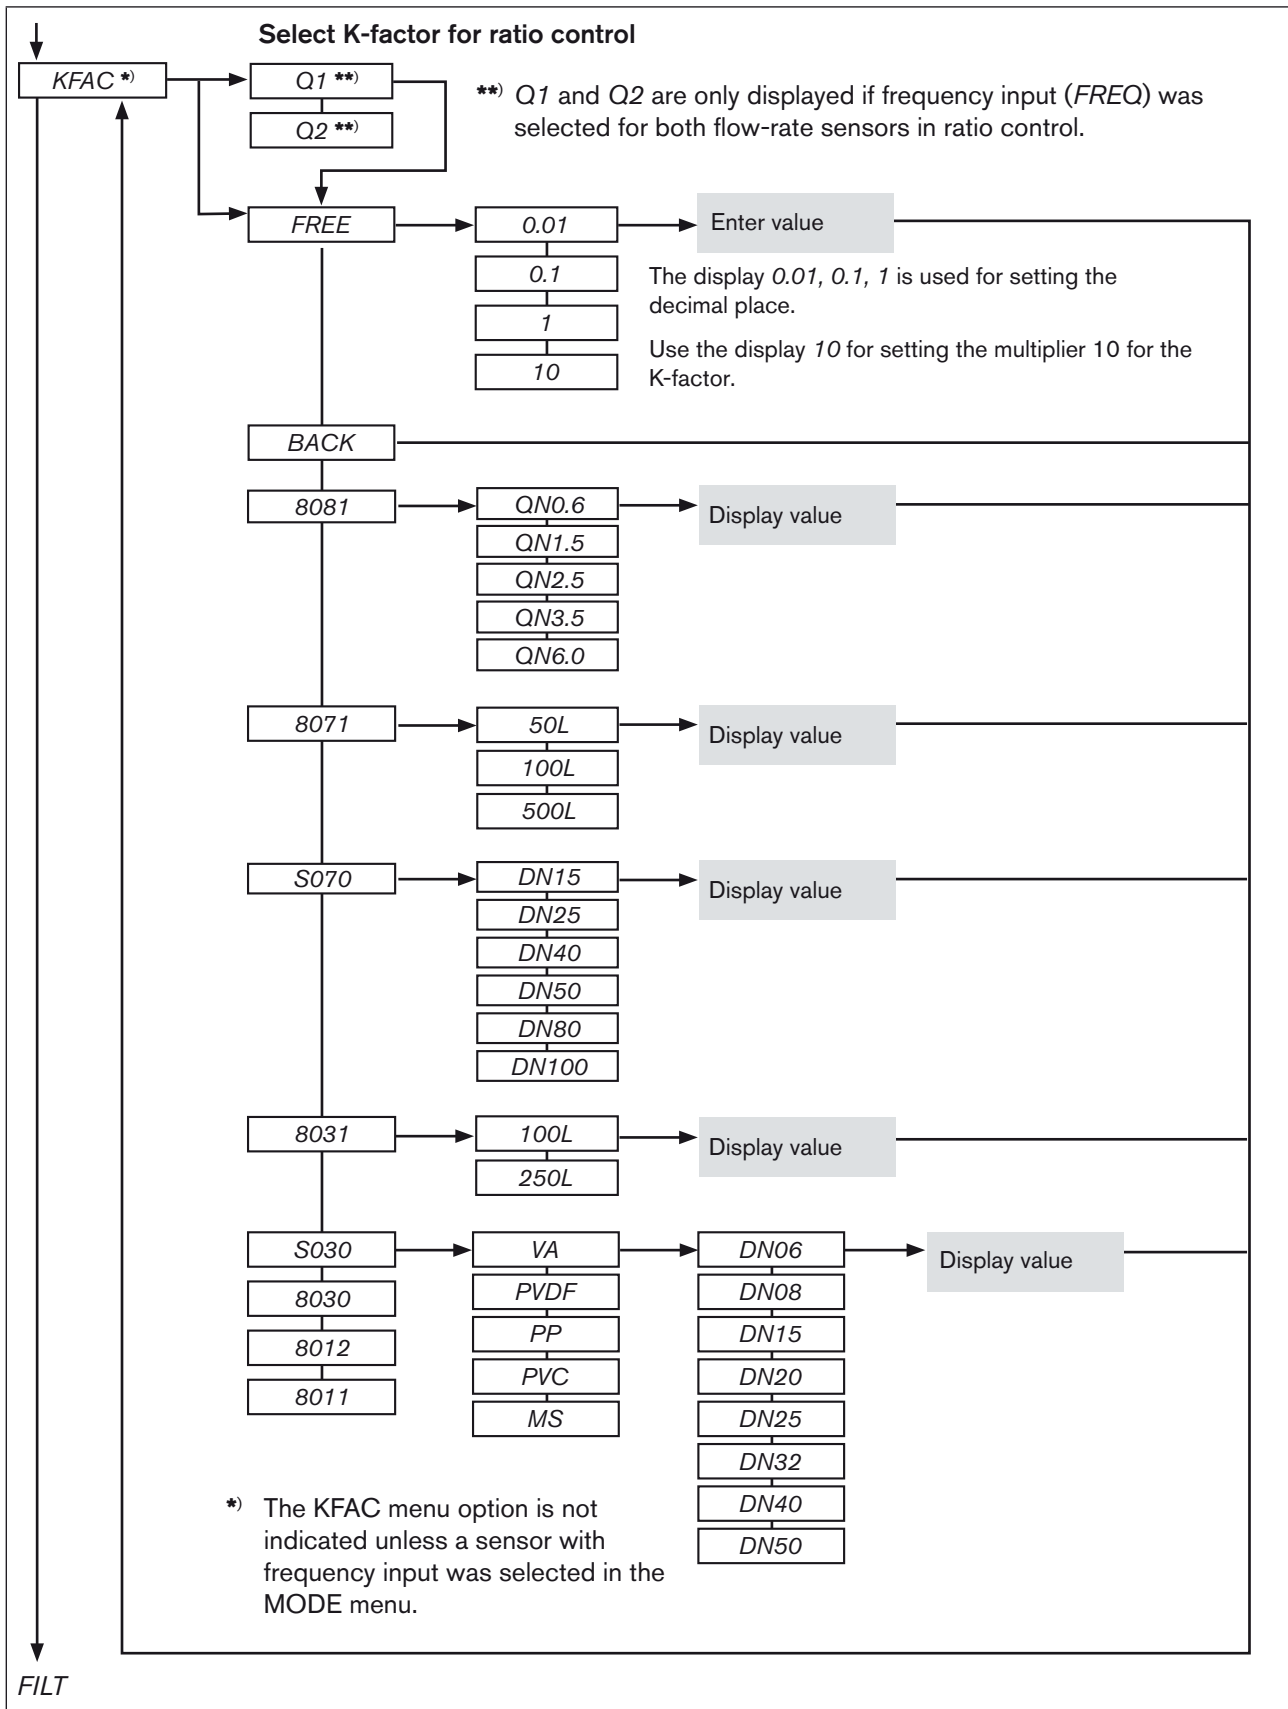 Select K-factor for ratio control
KFAC *)
Q1 **)
Q2 **)
**) Q1 and Q2 are only displayed if frequency input (FREQ) was
selected for both flow-rate sensors in ratio control.
FREE
0.01
Enter value
0.1
1
10
The display 0.01, 0.1, 1 is used for setting the
decimal place.
Use the display 10 for setting the multiplier 10 for the
K-factor.
BACK
8081
QN0.6
Display value
QN1.5
QN2.5
QN3.5
QN6.0
8071
50L
Display value
100L
500L
S070
DN15
Display value
DN25
DN40
DN50
DN80
DN100
8031
100L
Display value
250L
S030
8030
8012
8011
VA
PVDF
PP
PVC
MS
DN06
DN08
DN15
DN20
DN25
DN32
DN40
DN50
Display value
*) The KFAC menu option is not
indicated unless a sensor with
frequency input was selected in the
MODE menu.
FILT